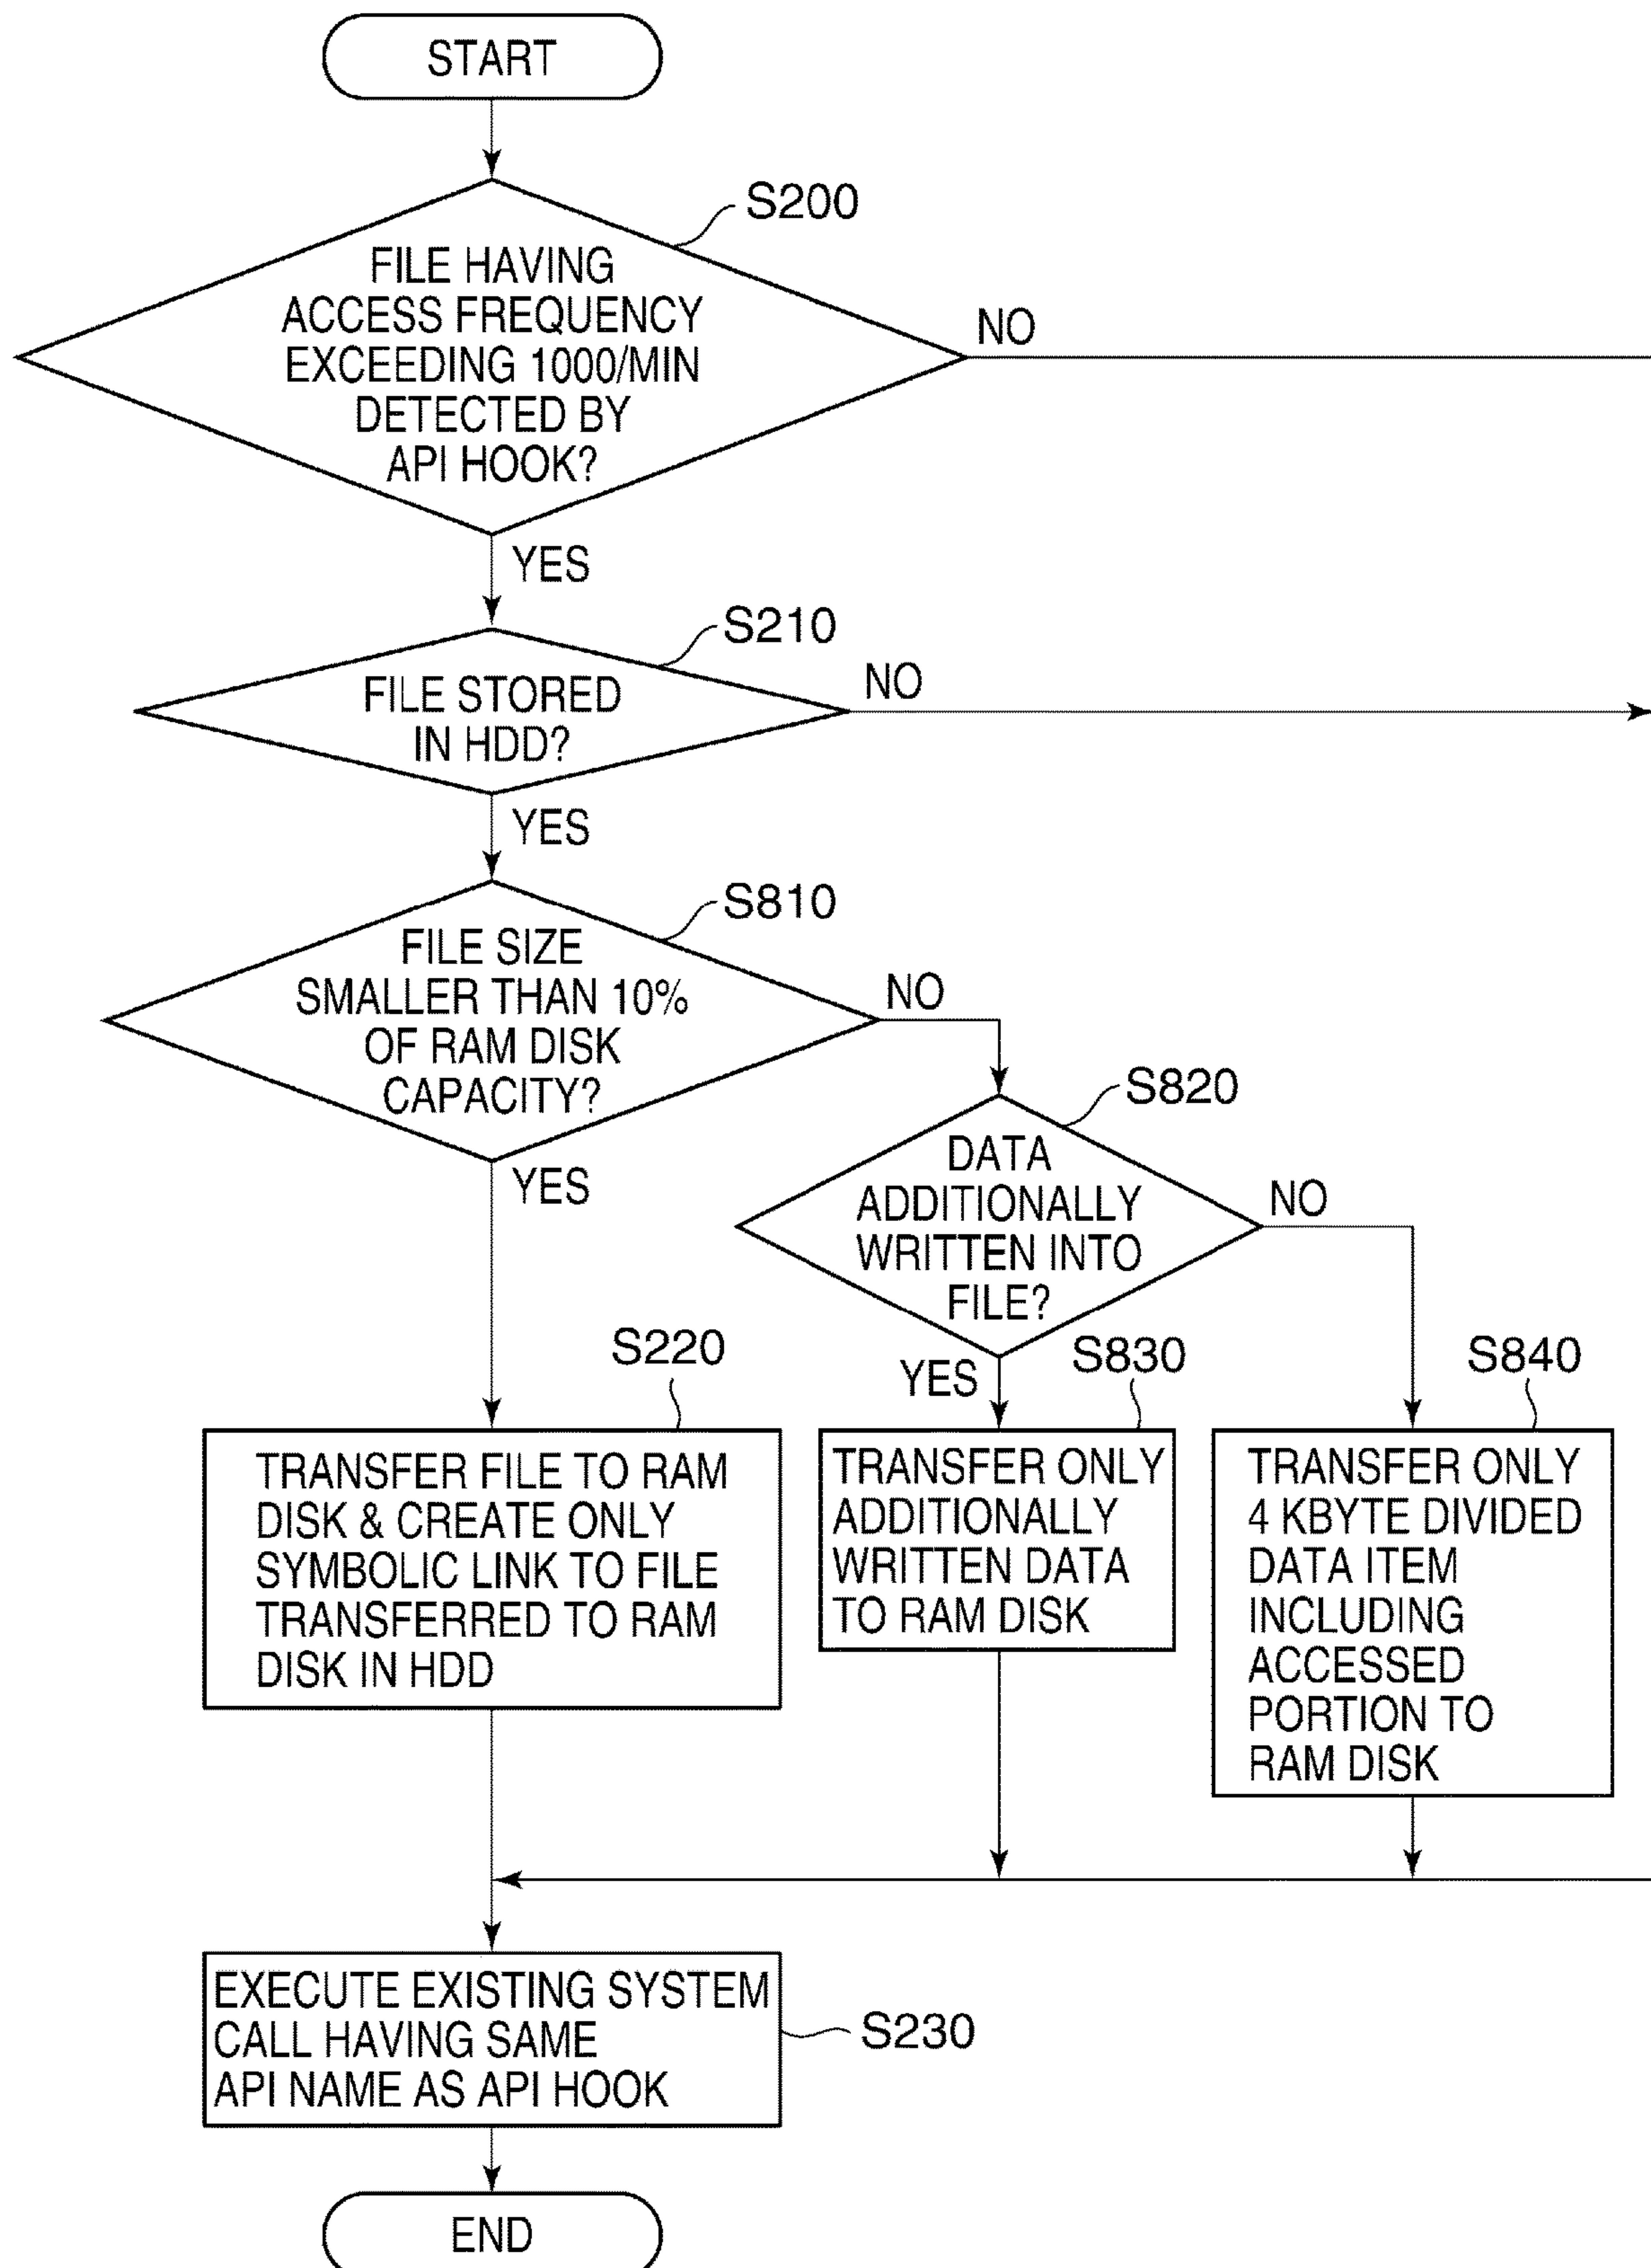 START
S200
FILE HAVING
ACCESS FREQUENCY
EXCEEDING 1000/MIN
DETECTED BY
API HOOK?
NO
YES
S210
FILE STORED
IN HDD?
NO
YES
S810
FILE SIZE
SMALLER THAN 10%
OF RAM DISK
CAPACITY?
NO
YES
S820
DATA
ADDITIONALLY
WRITTEN INTO
FILE?
NO
YES
S220
TRANSFER FILE TO RAM
DISK & CREATE ONLY
SYMBOLIC LINK TO FILE
TRANSFERRED TO RAM
DISK IN HDD
S830
TRANSFER ONLY
ADDITIONALLY
WRITTEN DATA
TO RAM DISK
S840
TRANSFER ONLY
4 KBYTE DIVIDED
DATA ITEM
INCLUDING
ACCESSED
PORTION TO
RAM DISK
EXECUTE EXISTING SYSTEM
CALL HAVING SAME
API NAME AS API HOOK
S230
END